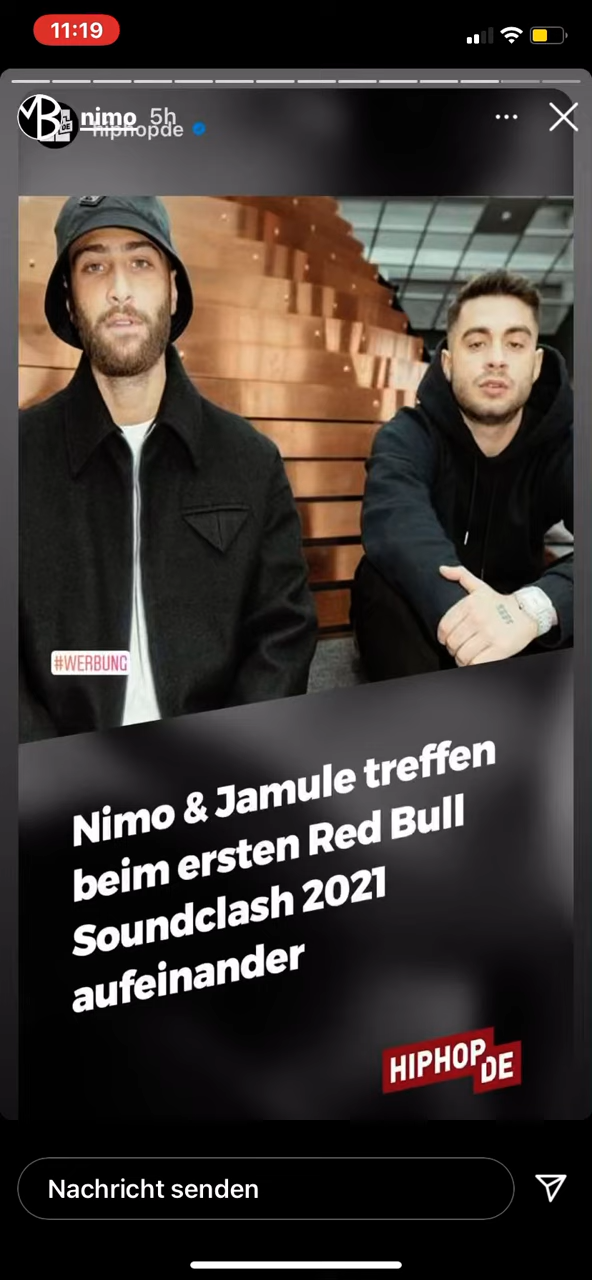 11:19
nimo 5h
hiphopde
#WERBUNG
Nimo & Jamule treffen
beim ersten Red Bull
Soundclash 2021
aufeinander
HIPHOP.DE
Nachricht senden